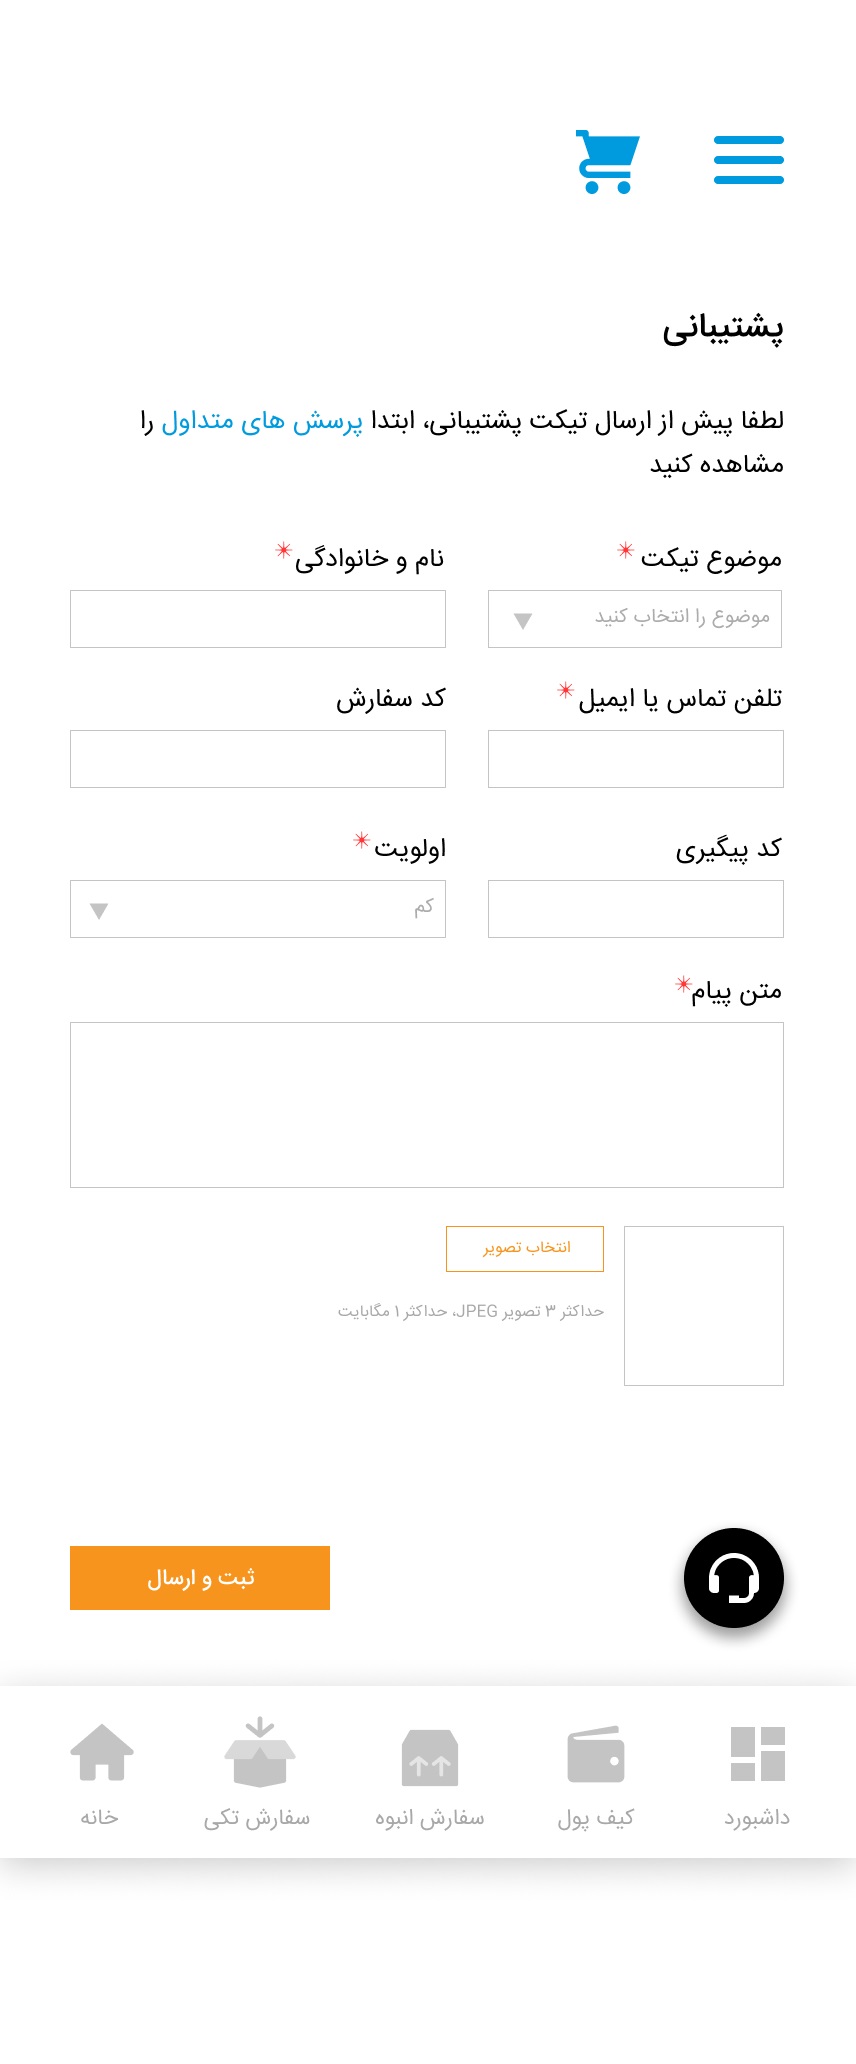 پشتیبانی
لطفا پیش از ارسال تیکت پشتیبانی، ابتدا پرسش های متداول را
مشاهده کنید
موضوع تیکت *
نام و خانوادگی*
موضوع را انتخاب کنید
تلفن تماس یا ایمیل *
کد سفارش
کد پیگیری
اولویت *
کم
متن پیام*
انتخاب تصویر
حداکثر ۳ تصویر JPEG، حداکثر ۱ مگابایت
ثبت و ارسال
داشبورد
کیف پول
سفارش انبوه
سفارش تکی
خانه